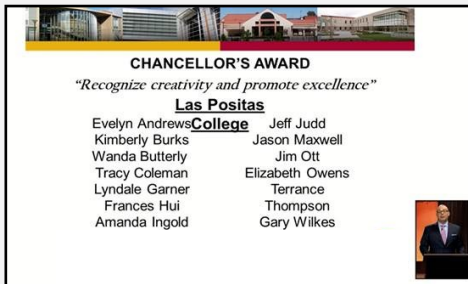 CHANCELLOR'S AWARD
"Recognize creativity and promote excellence"
Las Positas
College
Evelyn Andrews
Kimberly Burks
Wanda Butterly
Tracy Coleman
Lyndale Garner
Frances Hui
Amanda Ingold
Jeff Judd
Jason Maxwell
Jim Ott
Elizabeth Owens
Terrance
Thompson
Gary Wilkes